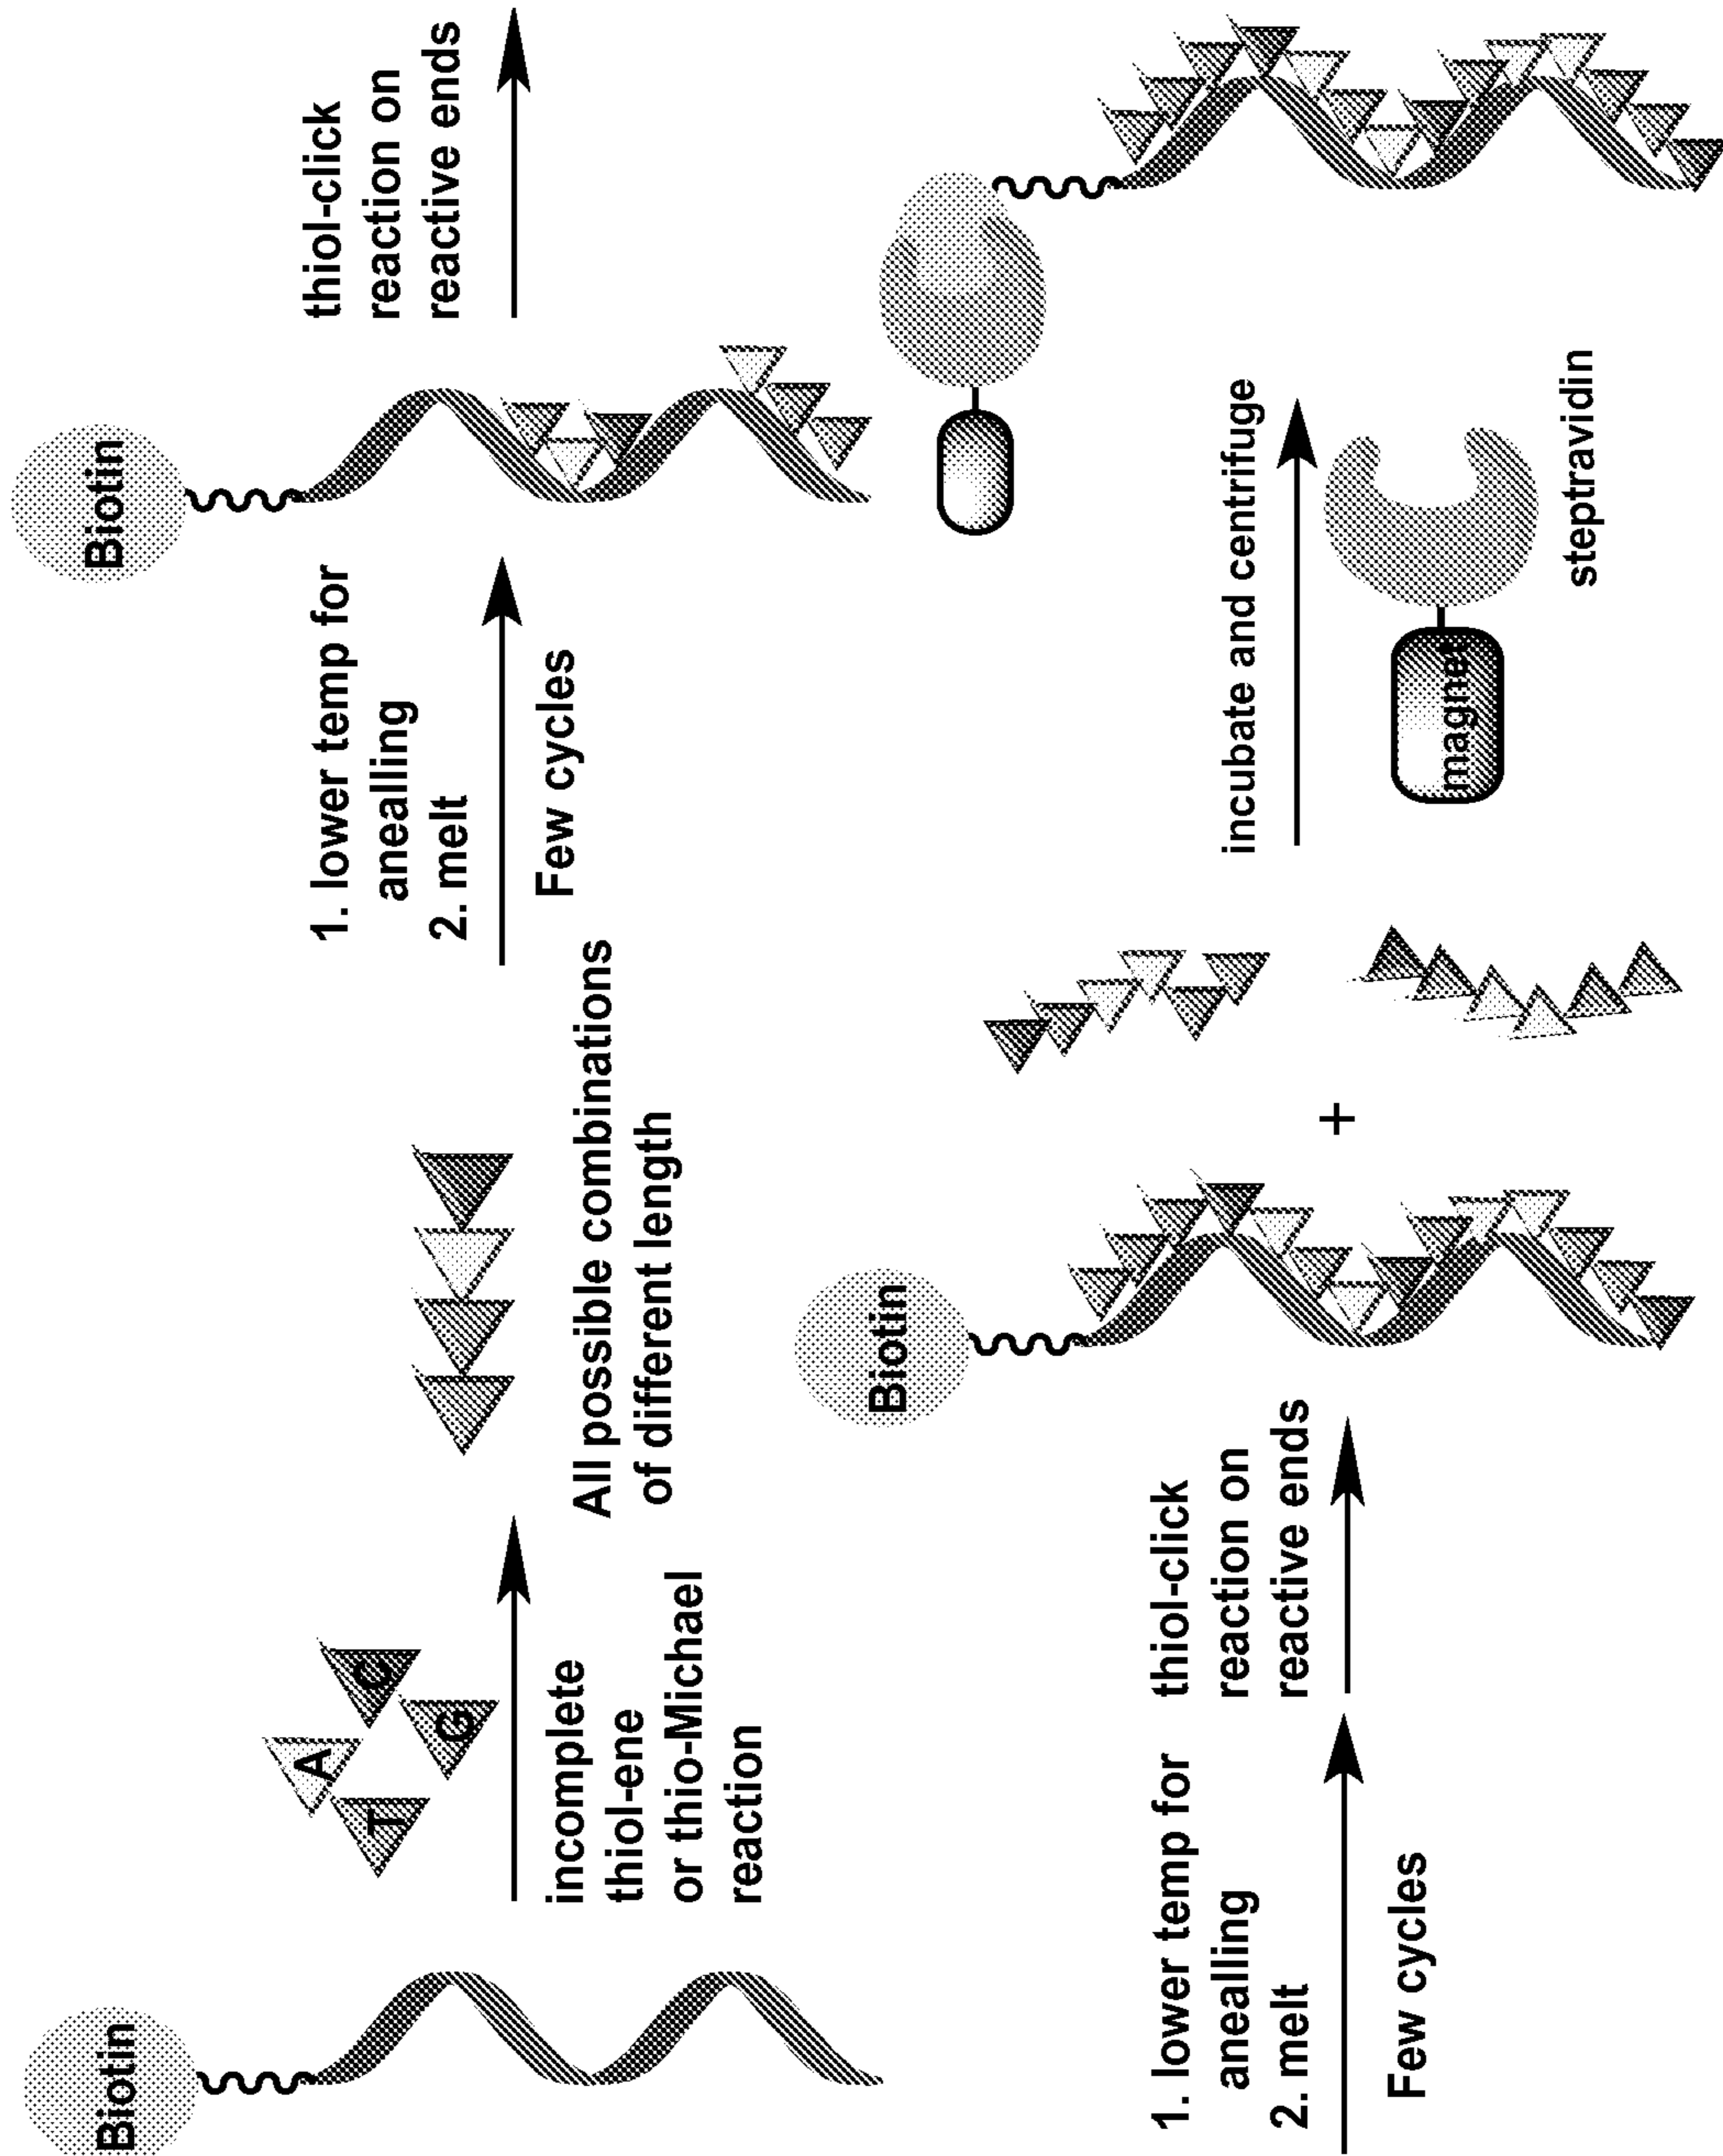 Biotin
A
C
T
G
incomplete
thiol-ene
or thio-Michael
reaction
All possible combinations
of different length
1. lower temp for
anealling
2. melt
Few cycles
Biotin
thiol-click
reaction on
reactive ends
1. lower temp for
anealling
2. melt
Few cycles
thiol-click
reaction on
reactive ends
Biotin
+
incubate and centrifuge
magnet
steptravidin